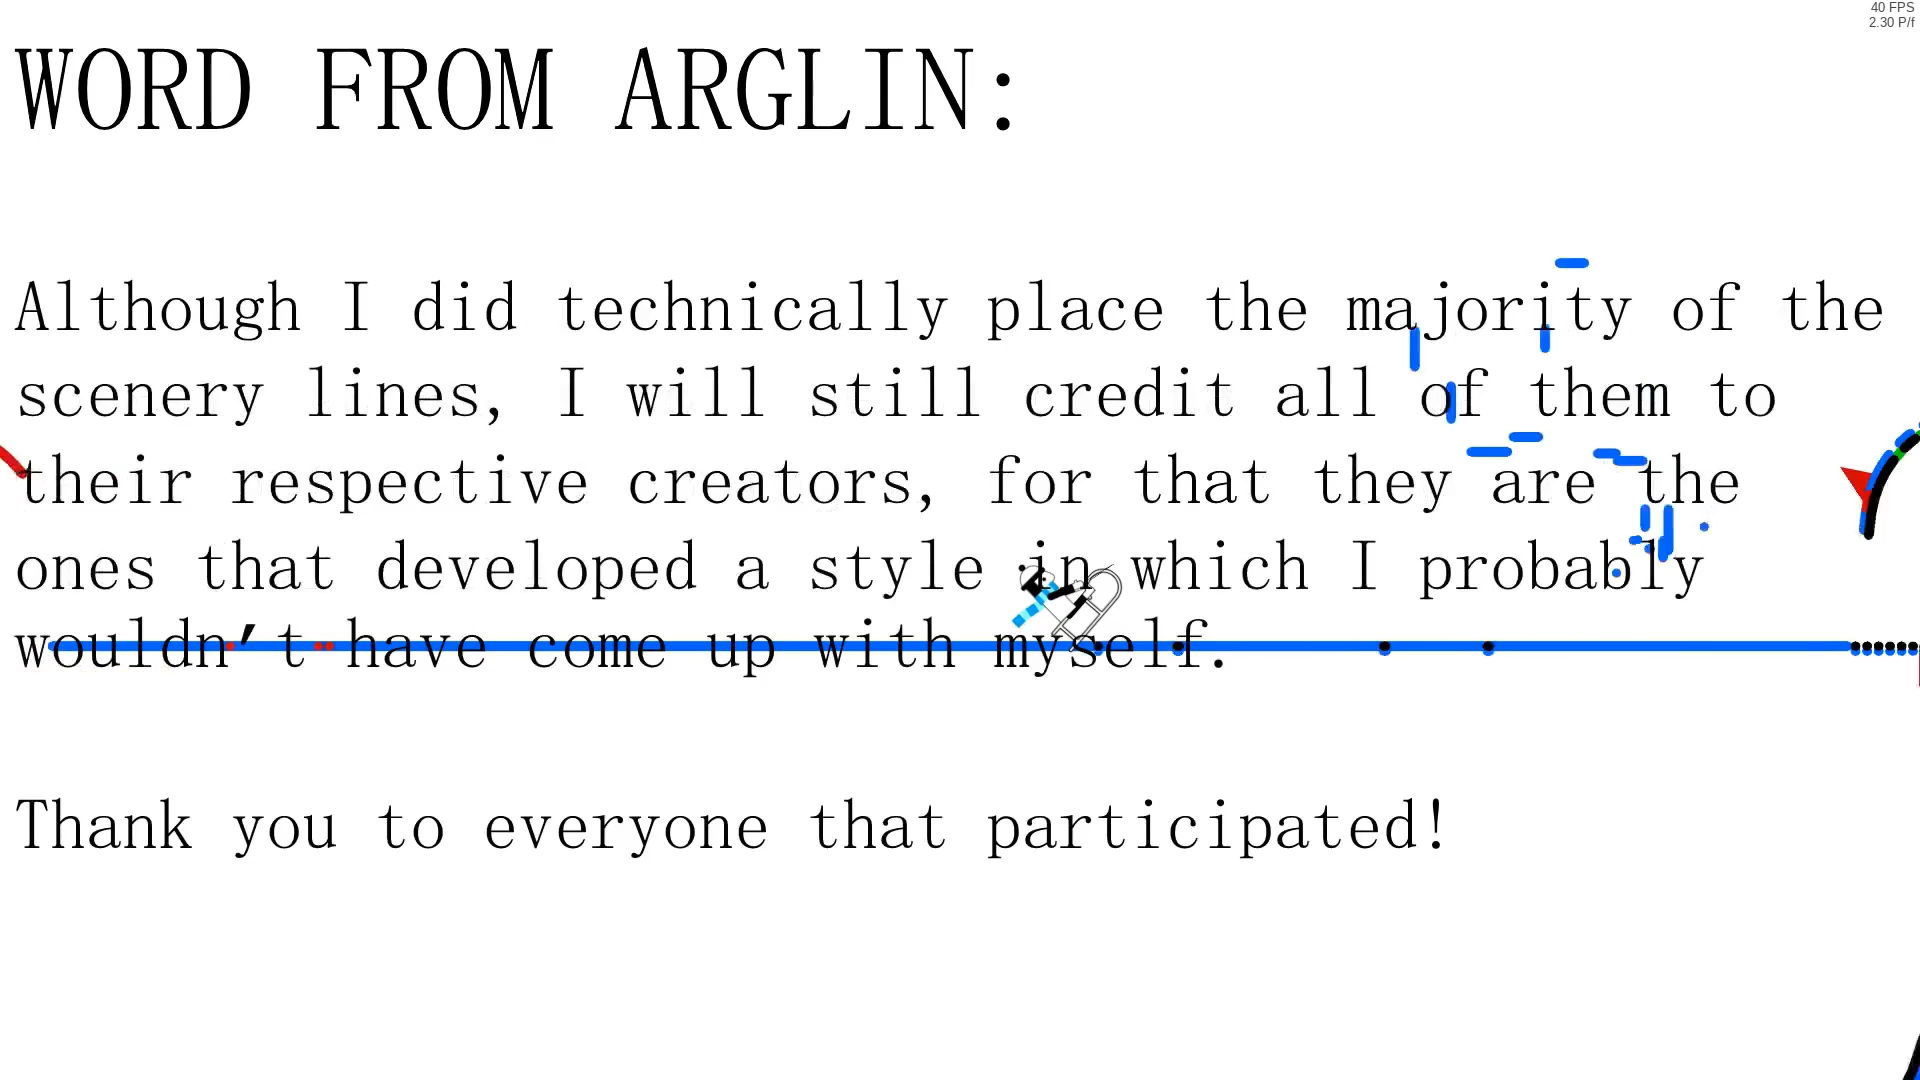 40 FPS
2.30 P/f
WORD FROM ARGLIN:
Although I did technically place the majority of the
scenery lines, I will still credit all of them to
their respective creators, for that they are the
ones that developed a style in which I probably
wouldn't have come up with myself.
Thank you to everyone that participated!